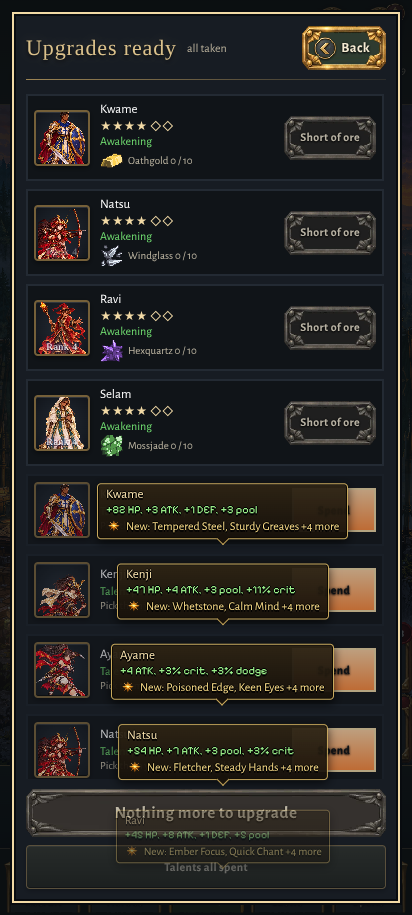 Upgrades ready all taken
Back
Kwame
Awakening
Oathgold 0/10
Short of ore
Natsu
Awakening
Windglass 0/10
Short of ore
Ravi
Awakening
Hexquartz 0/10
Rank 4
Short of ore
Selam
Awakening
Mossjade 0/10
Short of ore
Kwame
+82 HP, +3 ATK, +1 DEF, +3 pool
New: Tempered Steel, Sturdy Greaves +4 more
Kenji
+47 HP, +4 ATK, +3 pool, +11% crit
New: Whetstone, Calm Mind +4 more
Ayame
+4 ATK, +3% crit, +3% dodge
New: Poisoned Edge, Keen Eyes +4 more
Natsu
+54 HP, +7 ATK, +3 pool, +3% crit
New: Fletcher, Steady Hands +4 more
Nothing more to upgrade
Ravi
+45 HP, +8 ATK, +1 DEF, +5 pool
New: Ember Focus, Quick Chant +4 more
Talents all spent